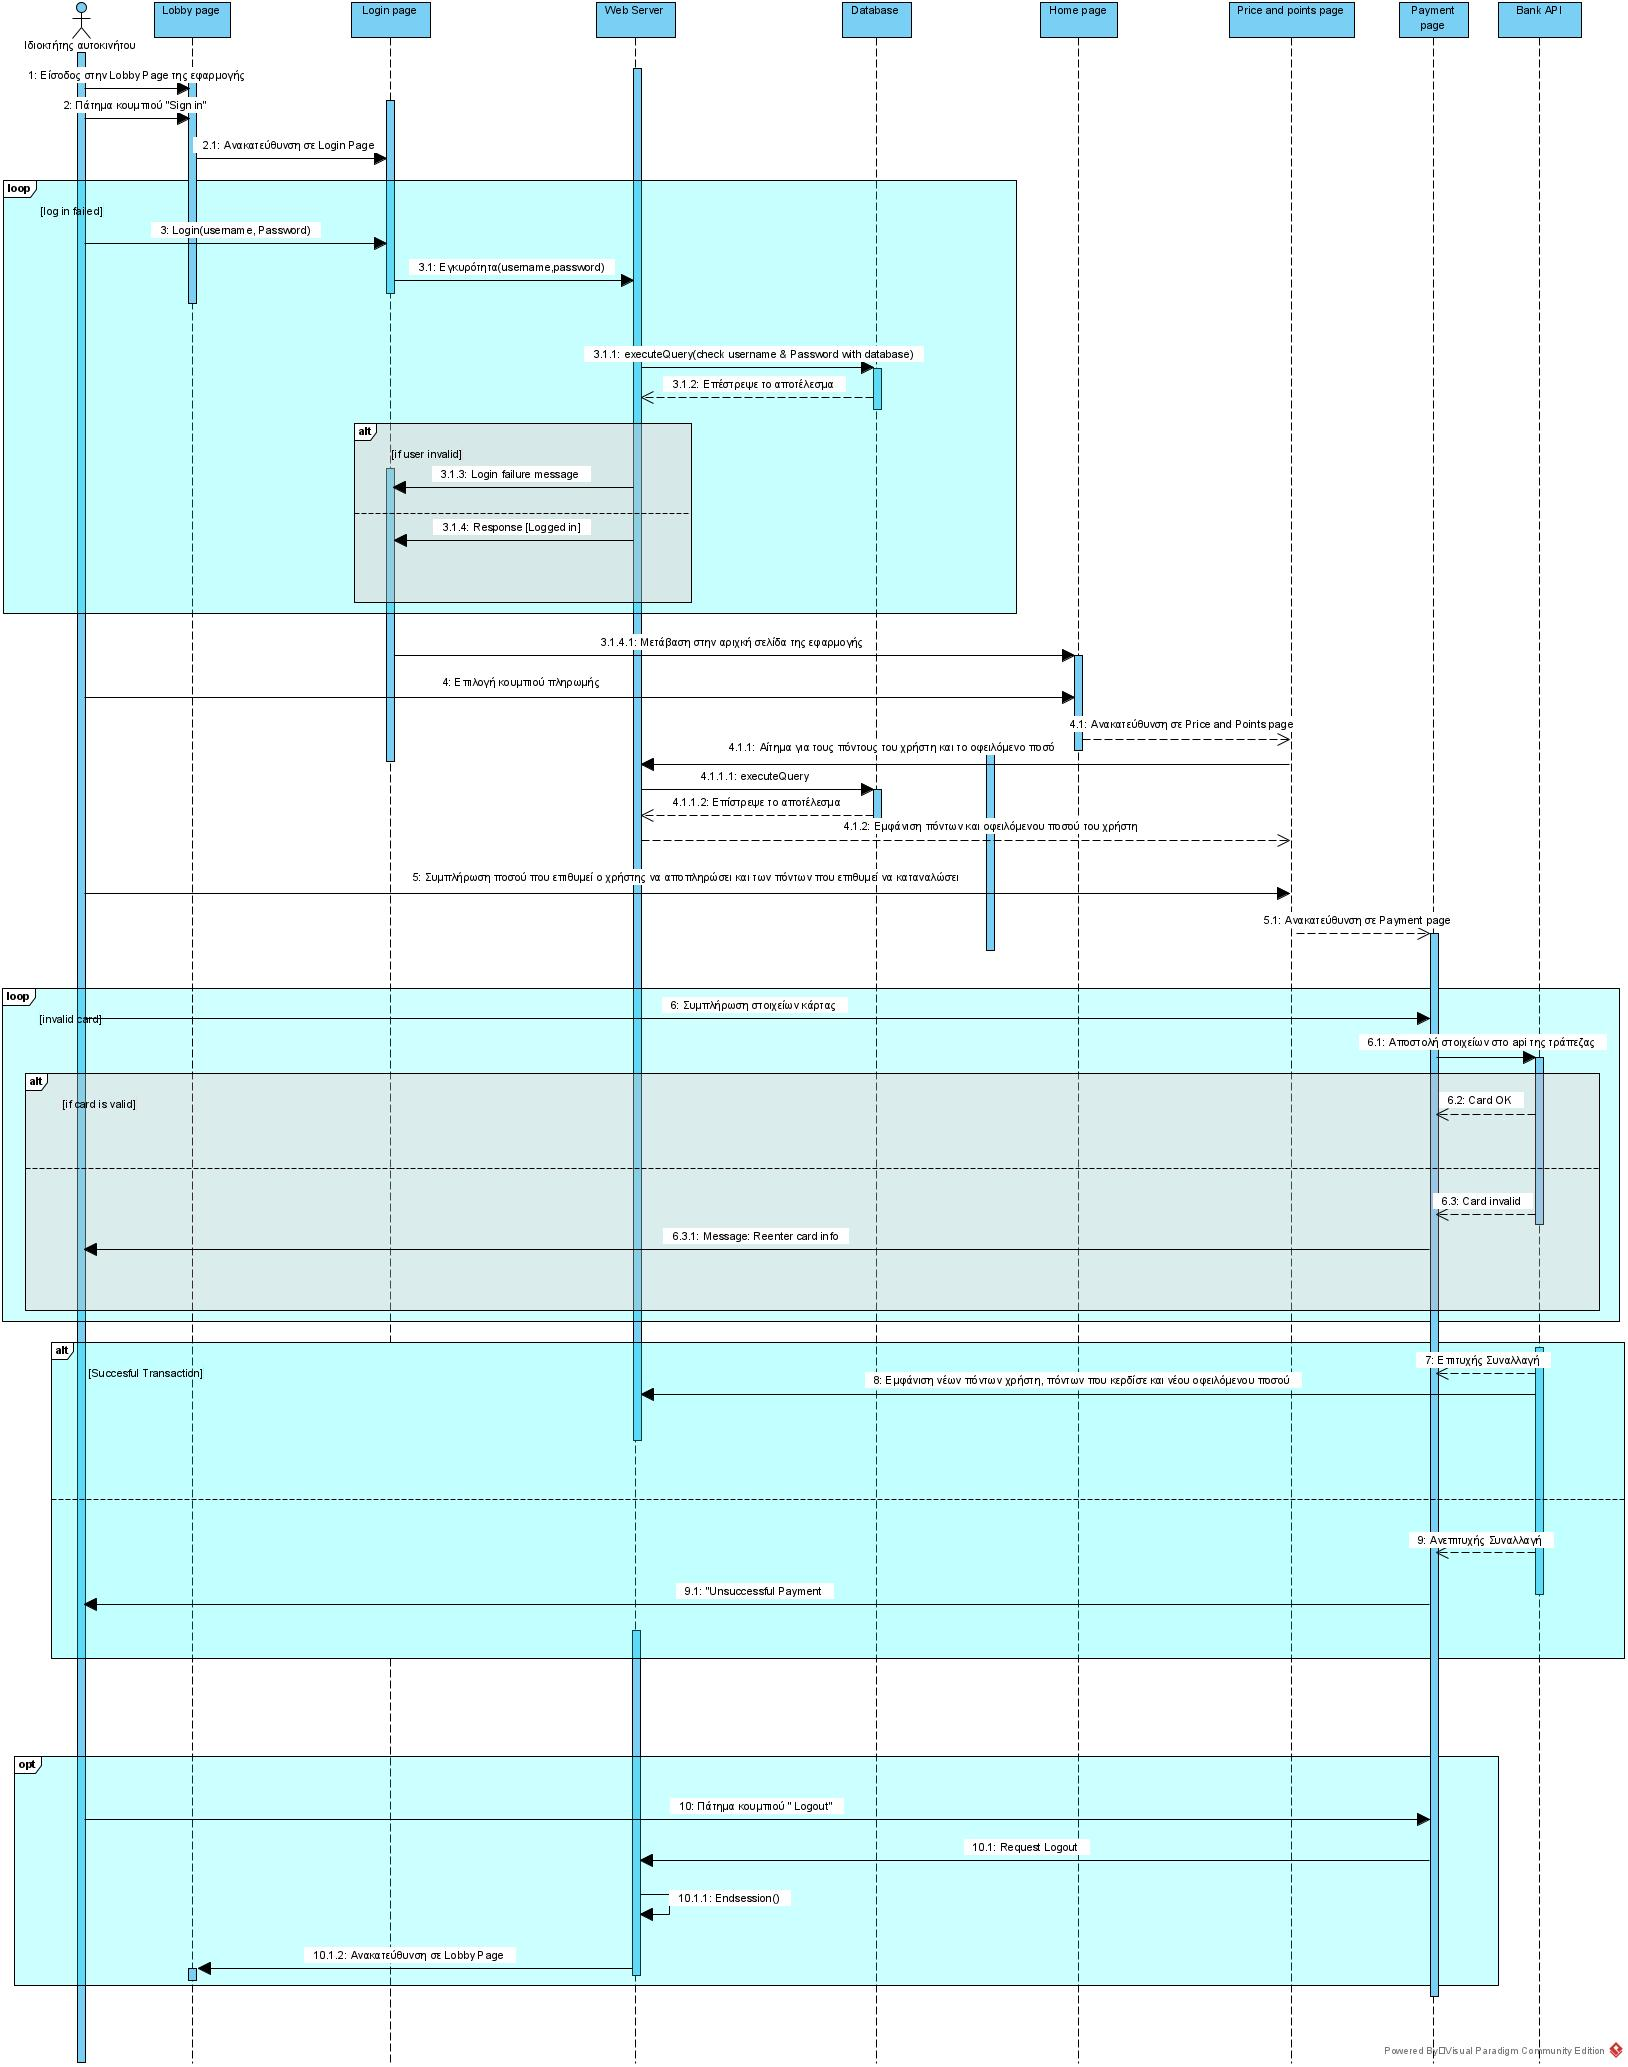 Lobby page
Login page
Web Server
Database
Home page
Price and points page
Payment
page
Bank API
Ιδιοκτήτης αυτοκινήτου
1: Είσοδος στην Lobby Page της εφαρμογής
2: Πάτημα κουμπιού "Sign in"
2.1: Ανακατεύθυνση σε Login Page
loop
[log in failed]
3: Login(username, Password)
3.1: Εγκυρότητα(username,password)
3.1.1: executeQuery(check username & Password with database)
3.1.2: Επέστρεψε το αποτέλεσμα
alt
[if user invalid]
3.1.3: Login failure message
3.1.4: Response [Logged in]
3.1.4.1: Μετάβαση στην αριχκή σελίδα της εφαρμογής
4: Επιλογή κουμπιού πληρωμής
4.1: Ανακατεύθυνση σε Price and Points page
4.1.1: Αίτημα για τους πόντους του χρήστη και το οφειλόμενο ποσό
4.1.1.1: executeQuery
4.1.1.2: Επίστρεψε το αποτέλεσμα
4.1.2: Εμφάνιση πόντων και οφειλόμενου ποσού του χρήστη
5: Συμπλήρωση ποσού που επιθυμεί ο χρήστης να αποπληρώσει και των πόντων που επιθυμεί να καταναλώσει
5.1: Ανακατεύθυνση σε Payment page
loop
6: Συμπλήρωση στοιχείων κάρτας
[invalid card]
6.1: Αποστολή στοιχείων στο api της τράπεζας
alt
[if card is valid]
6.2: Card OK
6.3: Card invalid
6.3.1: Message: Reenter card info
alt
7: Επιτυχής Συναλλαγή
[Succesful Transaction]
8: Εμφάνιση νέων πόντων χρήστη, πόντων που κερδίσε και νέου οφειλόμενου ποσού
9: Ανεπιτυχής Συναλλαγή
9.1: "Unsuccessful Payment
opt
10: Πάτημα κουμπιού " Logout"
10.1: Request Logout
10.1.1: Endsession()
10.1.2: Ανακατεύθυνση σε Lobby Page
Powered By Visual Paradigm Community Edition